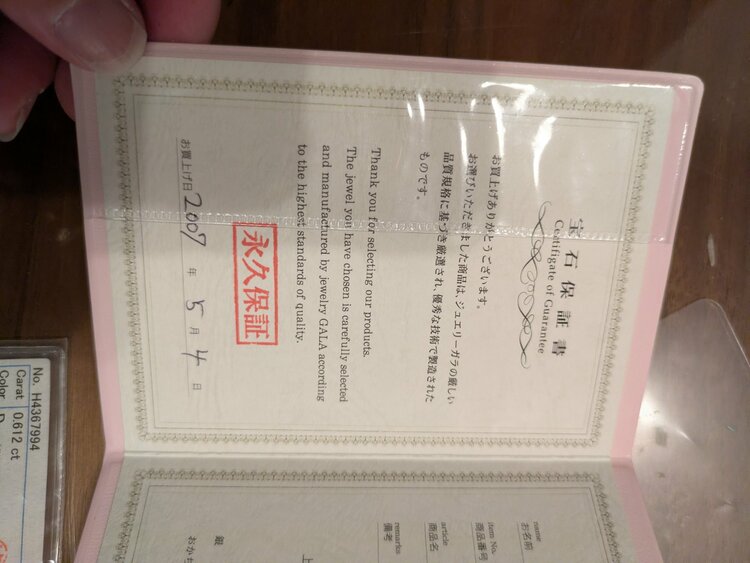 宝石保証書
Certifigate of Guarantee
お買上げありがとうございます。
お選びいただきました商品は、ジュエリーガラの厳しい
品質規格に基づき厳選され、優秀な技術で製造された
ものです。
Thank you for selecting our products.
The jewel you have chosen is carefully selected
and manufactured by jewelry GALA according
to the highest standards of quality.
永久保証
お買上げ日 2007 年 5 月 4 日
name
お名前
item No.
商品番号
article
商品名
remarks
備考
上
銀
おか
No. H4367994
Carat 0.612 ct
Color D